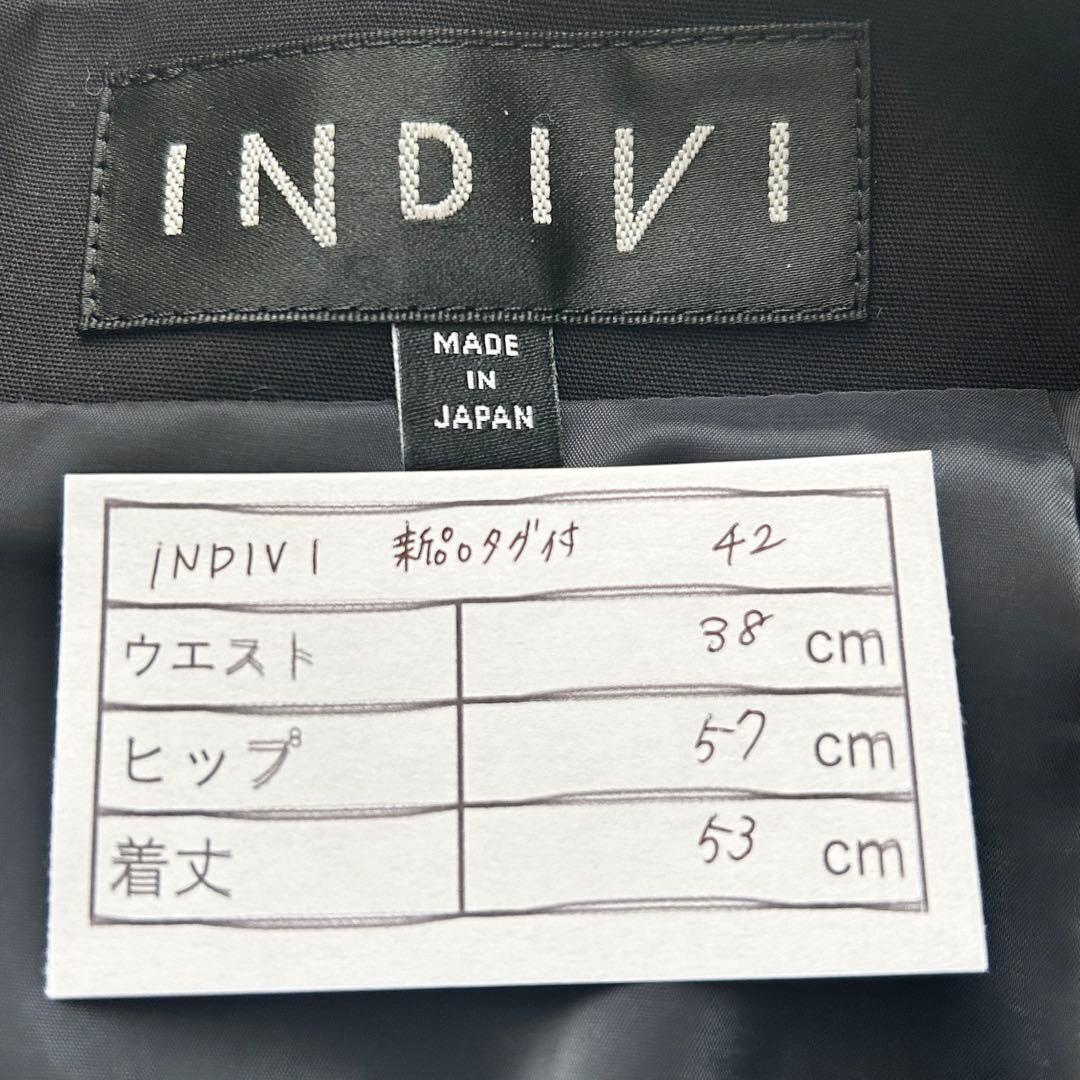 INDIVI
MADE
IN
JAPAN
INDIVI 新品タグ付 42
ウエスト 38 cm
ヒップ 57 cm
着丈 53 cm